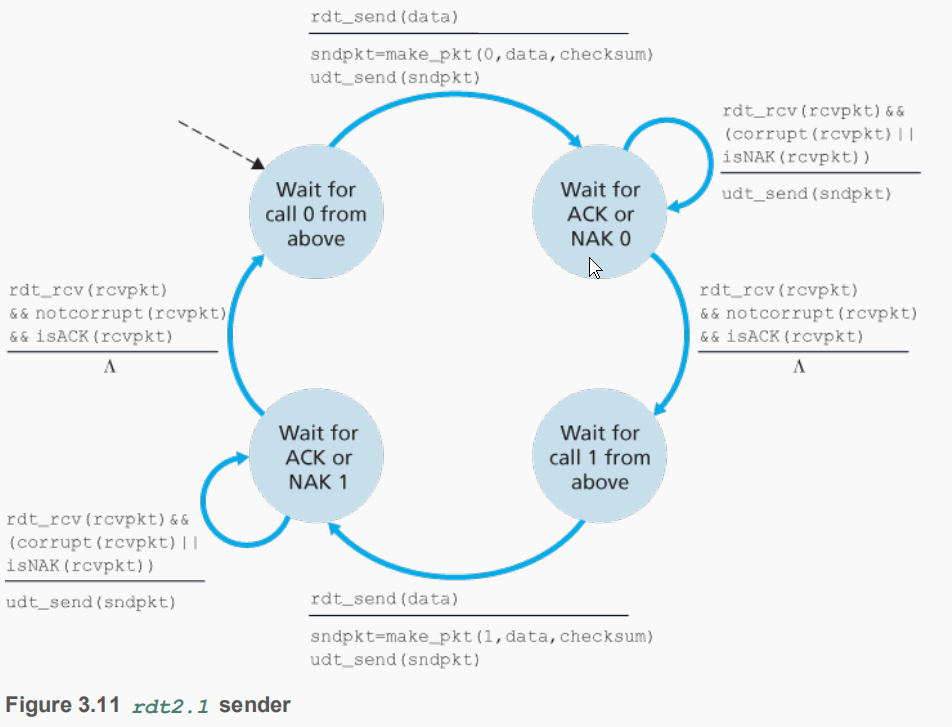 rdt_send(data)
sndpkt=make_pkt(0,data,checksum)
udt_send(sndpkt)
rdt_rcv(rcvpkt)&&
(corrupt(rcvpkt)||
isNAK(rcvpkt))
udt_send(sndpkt)
Wait for
call 0 from
above
Wait for
ACK or
NAK 0
rdt_rcv(rcvpkt)
&& notcorrupt(rcvpkt)
&& isACK(rcvpkt)
Λ
rdt_rcv(rcvpkt)
&& notcorrupt(rcvpkt)
&& isACK(rcvpkt)
Λ
Wait for
ACK or
NAK 1
Wait for
call 1 from
above
rdt_rcv(rcvpkt)&&
(corrupt(rcvpkt)||
isNAK(rcvpkt))
udt_send(sndpkt)
rdt_send(data)
sndpkt=make_pkt(1,data,checksum)
udt_send(sndpkt)
Figure 3.11 rdt2.1 sender